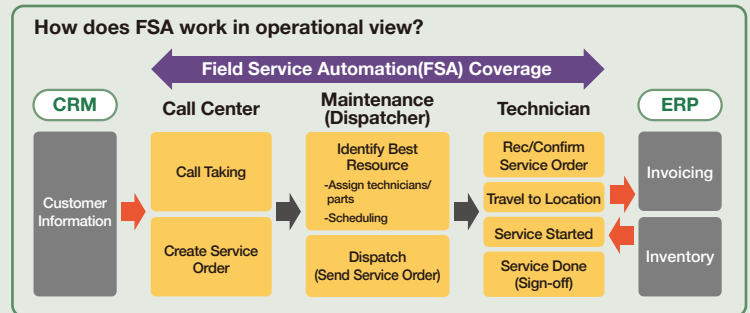 How does FSA work in operational view?
Field Service Automation(FSA) Coverage
CRM
Customer
Information
Call Center
Call Taking
Create Service
Order
Maintenance
(Dispatcher)
Identify Best
Resource
-Assign technicians/
parts
-Scheduling
Dispatch
(Send Service Order)
Technician
Rec/Confirm
Service Order
Travel to Location
Service Started
Service Done
(Sign-off)
ERP
Invoicing
Inventory